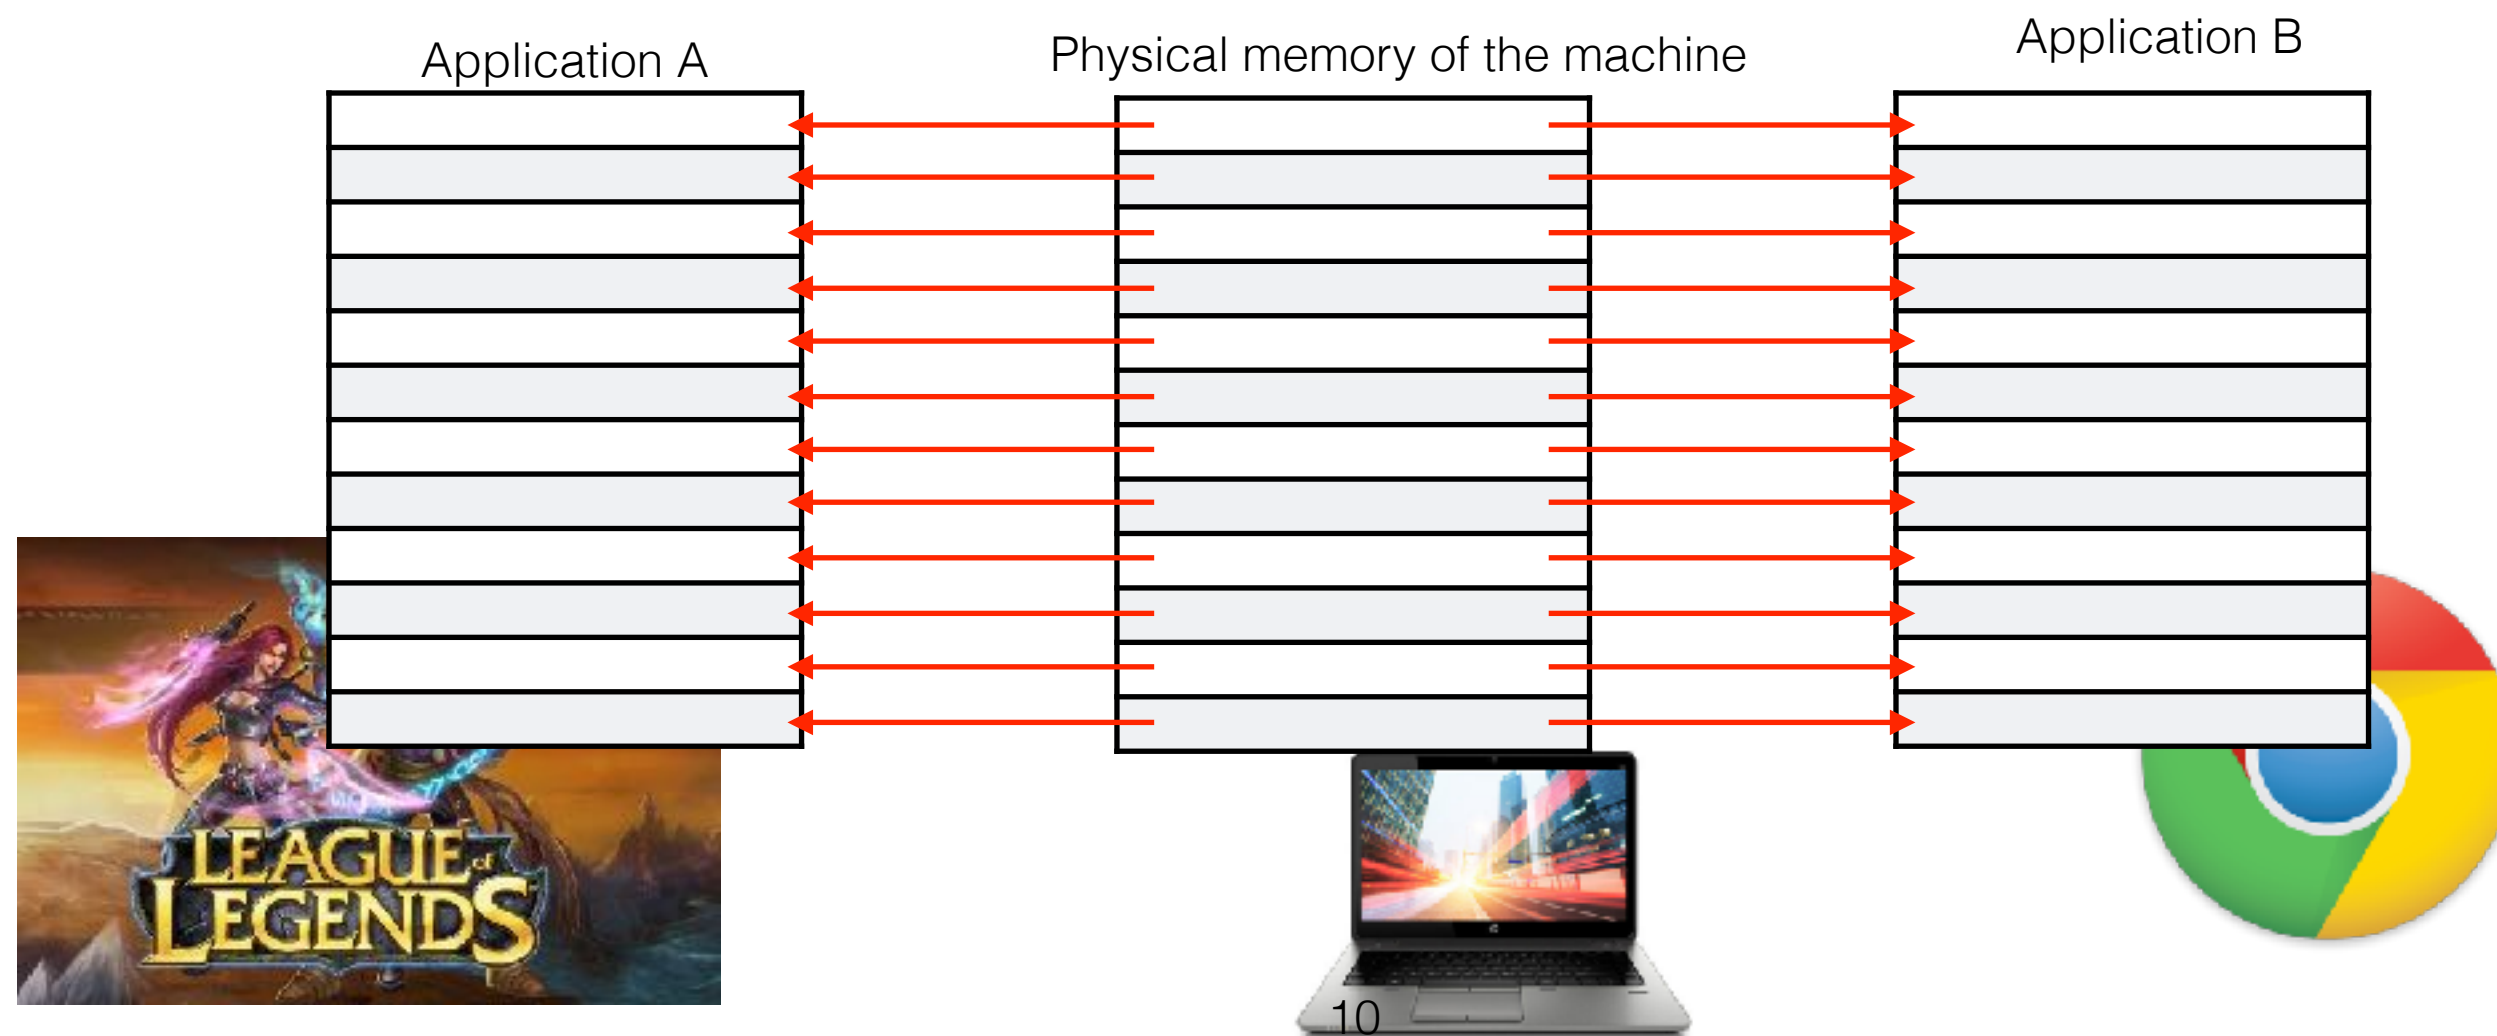 Application A
Physical memory of the machine
Application B
LEAGUE of
LEGENDS
10